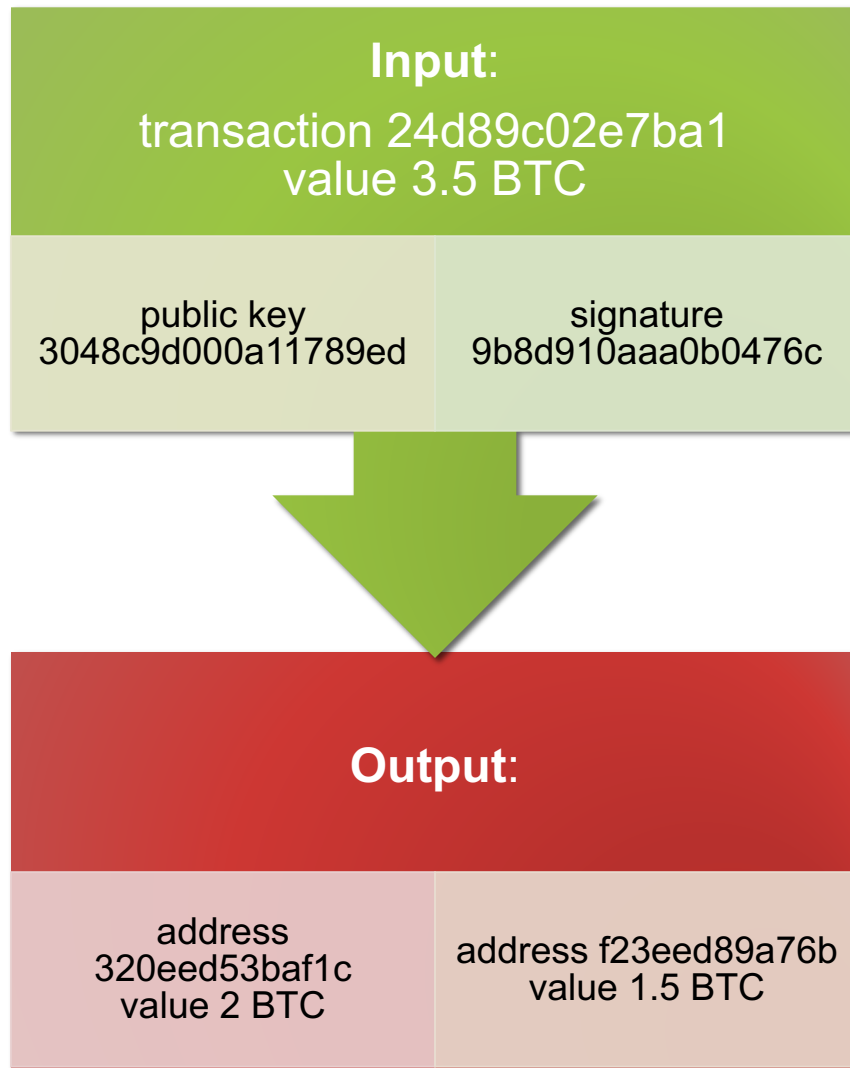 Input:
transaction 24d89c02e7ba1
value 3.5 BTC
public key
3048c9d000a11789ed
signature
9b8d910aaa0b0476c
Output:
address
320eed53baf1c
value 2 BTC
address f23eed89a76b
value 1.5 BTC